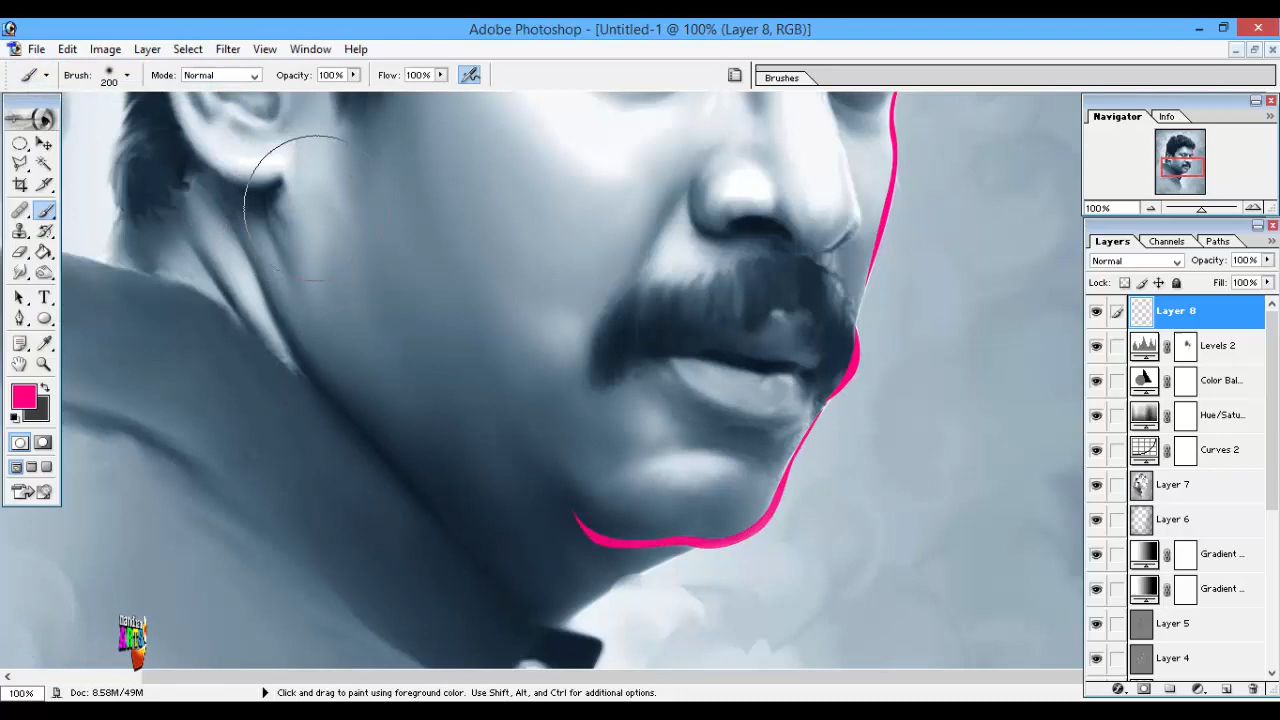 Adobe Photoshop - [Untitled-1 @ 100% (Layer 8, RGB)]
File Edit Image Layer Select Filter View Window Help
Brush: 200 Mode: Normal Opacity: 100% Flow: 100% Brushes
Navigator Info
100%
Layers Channels Paths
Normal Opacity: 100%
Lock: Fill: 100%
Layer 8
Levels 2
Color Bal...
Hue/Satu...
Curves 2
Layer 7
Layer 6
Gradient ...
Gradient ...
Layer 5
Layer 4
100% Doc: 8.58M/49M Click and drag to paint using foreground color. Use Shift, Alt, and Ctrl for additional options.